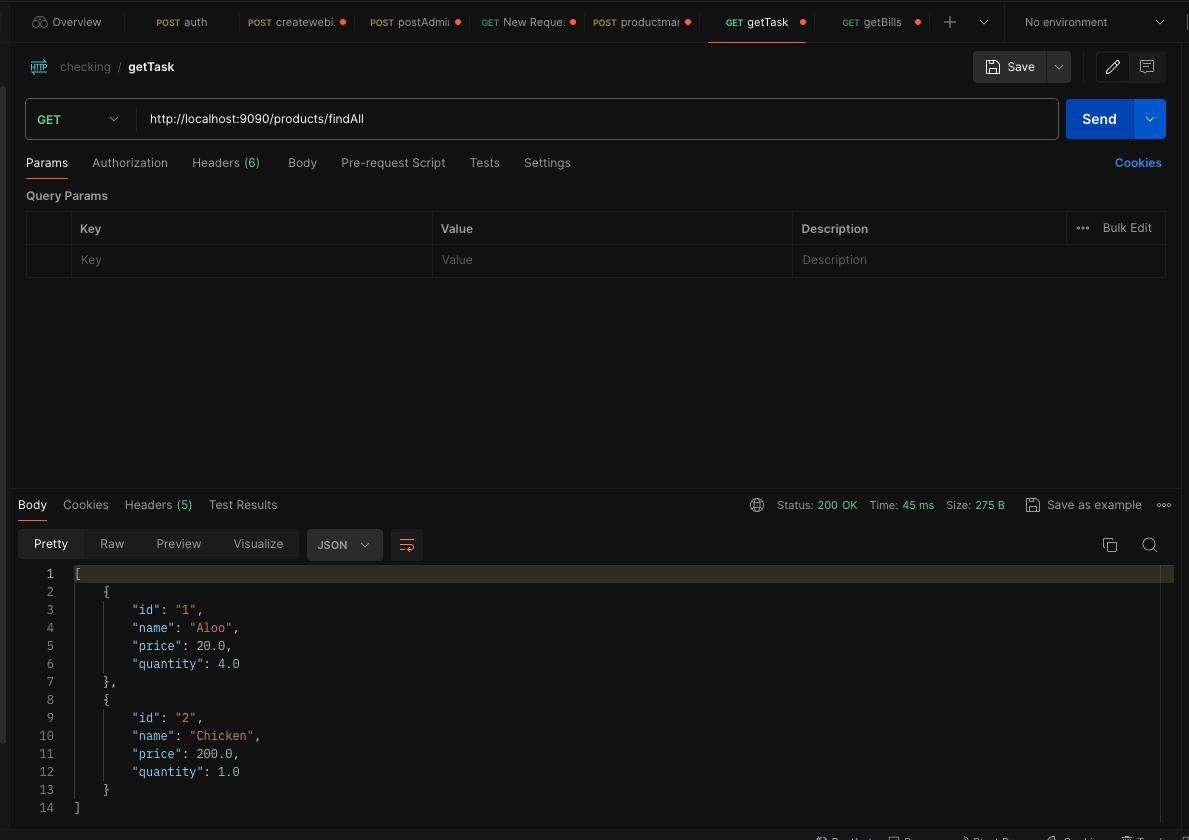 Overview POST auth POST createwebi. POST postAdmi GET New Reque: POST productmar GET getTask GET getBills No environment
HTTP checking / getTask Save
GET http://localhost:9090/products/findAll Send
Params Authorization Headers (6) Body Pre-request Script Tests Settings Cookies
Query Params
Key Value Description Bulk Edit
Key Value Description
Body Cookies Headers (5) Test Results Status: 200 OK Time: 45 ms Size: 275 B Save as example
Pretty Raw Preview Visualize JSON
1 [
2 {
3 "id": "1",
4 "name": "Aloo",
5 "price": 20.0,
6 "quantity": 4.0
7 },
8 {
9 "id": "2",
10 "name": "Chicken",
11 "price": 200.0,
12 "quantity": 1.0
13 }
14 ]